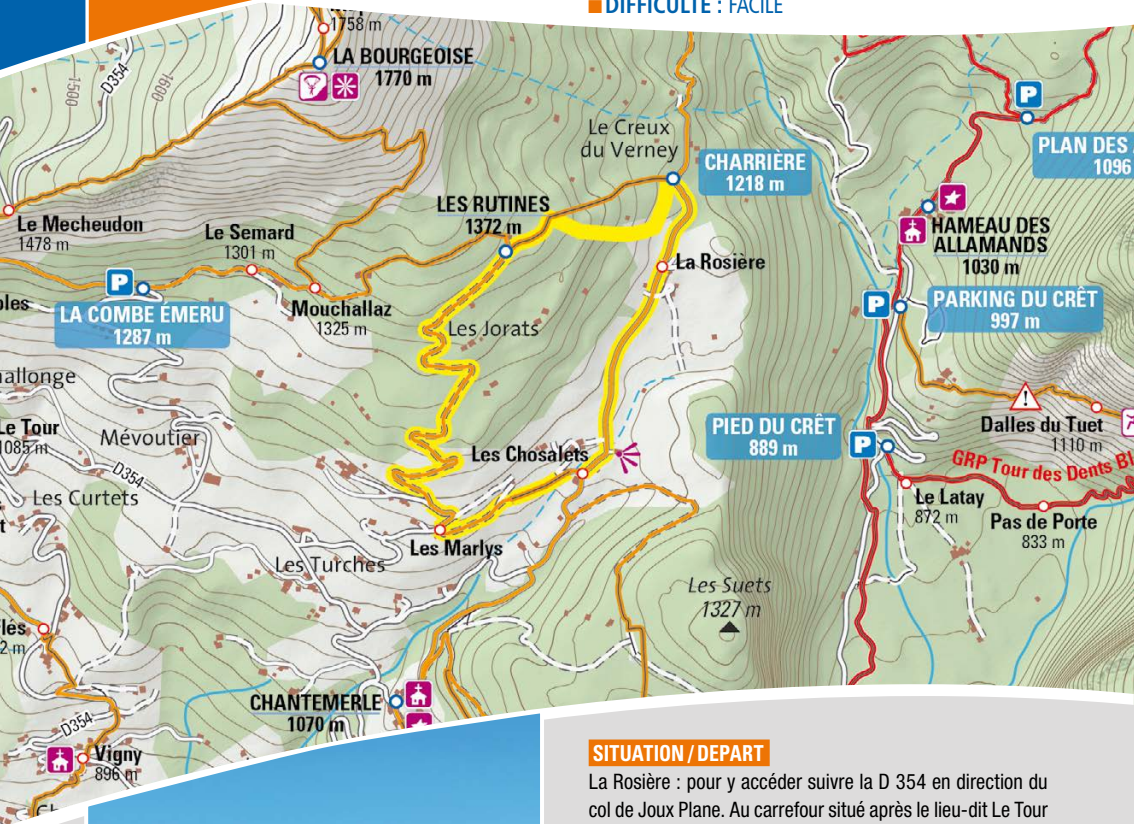 DIFFICULTÉ : FACILE
1758 m
LA BOURGEOISE
1770 m
D354
1500
1600
Le Creux
du Verney
CHARRIÈRE
1218 m
P
PLAN DES
1096
LES RUTINES
1372 m
Le Mecheudon
1478 m
Le Semard
1301 m
HAMEAU DES
ALLAMANDS
1030 m
La Rosière
P
LA COMBE ÉMERU
1287 m
Mouchallaz
1325 m
Les Jorats
P
PARKING DU CRÊT
997 m
Le Tour
1085 m
Mévoutier
D354
Les Curtets
Les Chosalets
PIED DU CRÊT
889 m
P
!
Dalles du Tuet
1110 m
GRP Tour des Dents Bl
Le Latay
872 m
Pas de Porte
833 m
Les Marlys
Les Turches
Les Suets
1327 m
CHANTEMERLE
1070 m
D354
Vigny
896 m
SITUATION / DEPART
La Rosière : pour y accéder suivre la D 354 en direction du
col de Joux Plane. Au carrefour situé après le lieu-dit Le Tour